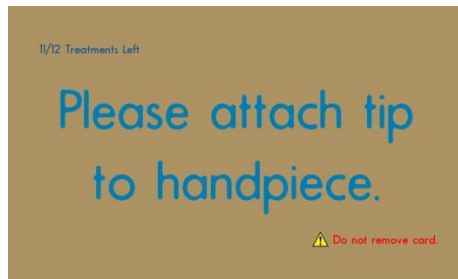 11/12 Treatments Left
Please attach tip
to handpiece.
Do not remove card.